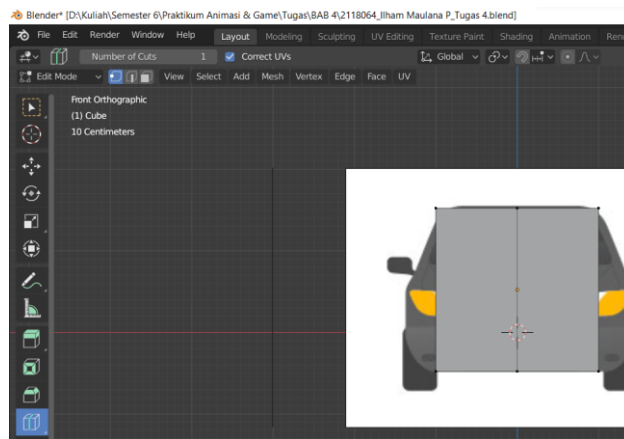 Blender* [D:\Kuliah\Semester 6\Praktikum Animasi & Game\Tugas\BAB 4\2118064_Ilham Maulana P_Tugas 4.blend]
File Edit Render Window Help Layout Modeling Sculpting UV Editing Texture Paint Shading Animation
Number of Cuts 1 Correct UVs Global
Edit Mode View Select Add Mesh Vertex Edge Face UV
Front Orthographic
(1) Cube
10 Centimeters